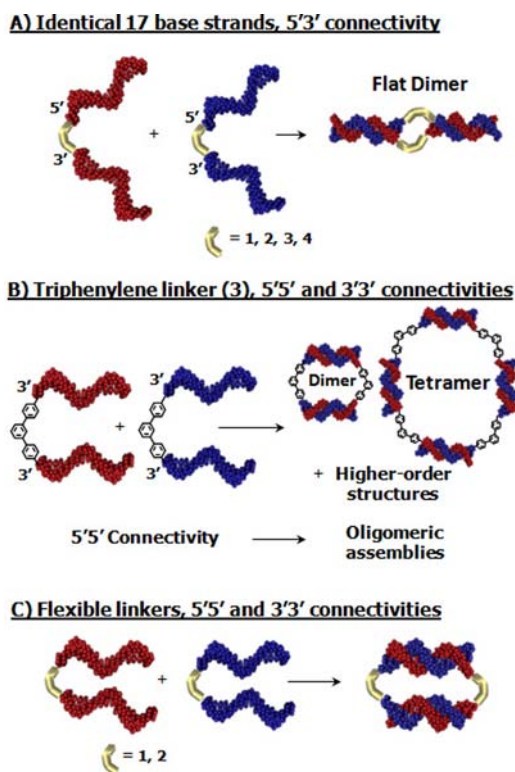 A) Identical 17 base strands, 5'3' connectivity
Flat Dimer
5'
5'
+
3'
3'
= 1, 2, 3, 4
B) Triphenylene linker (3), 5'5' and 3'3' connectivities
3'
3'
Dimer
Tetramer
+
3'
3'
+ Higher-order
structures
5'5' Connectivity
Oligomeric
assemblies
C) Flexible linkers, 5'5' and 3'3' connectivities
+
= 1, 2